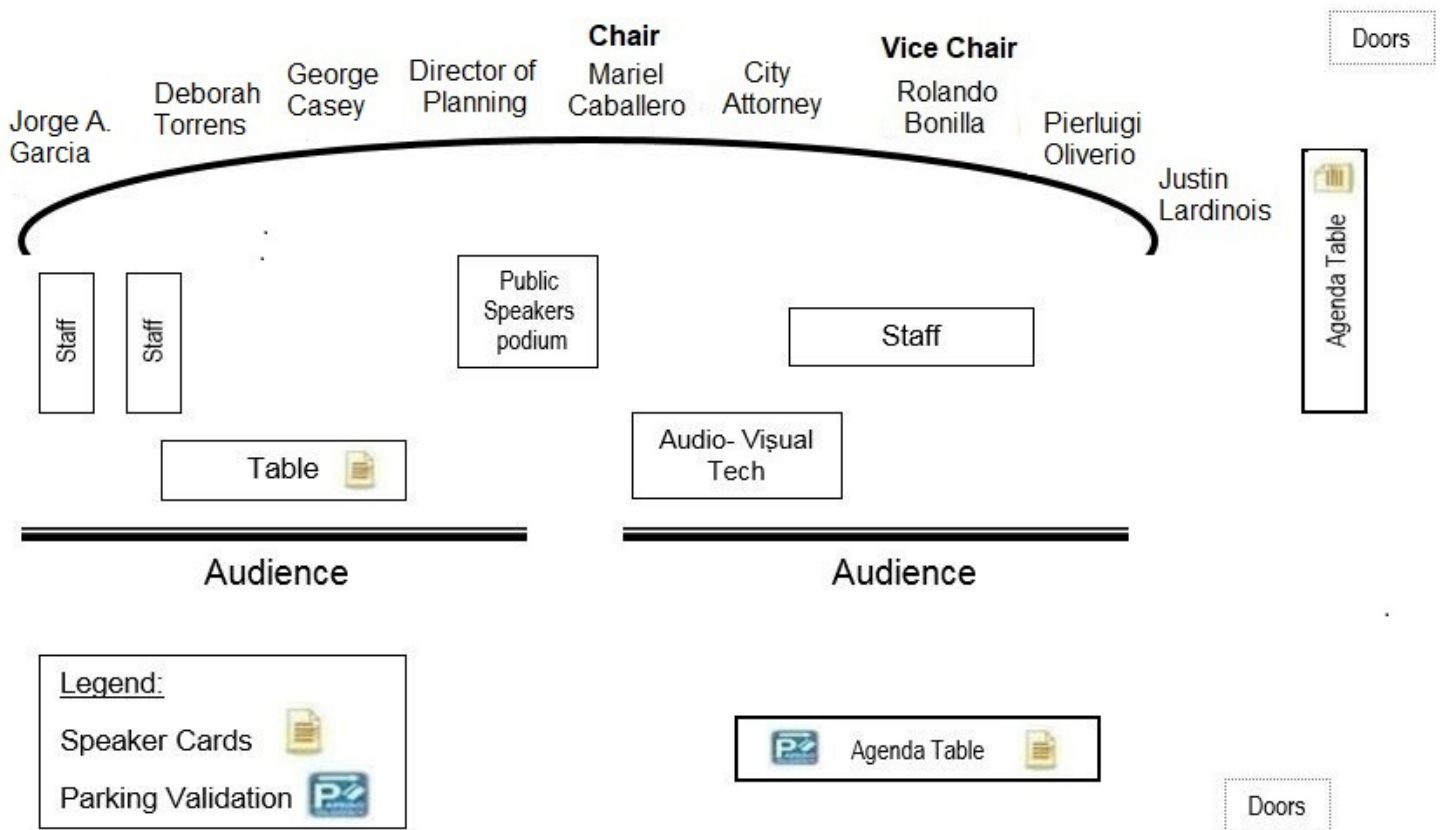 Chair
Mariel
Caballero
Vice Chair
Rolando
Bonilla
Doors
Jorge A.
Garcia
Deborah
Torrens
George
Casey
Director of
Planning
City
Attorney
Pierluigi
Oliverio
Justin
Lardinois
Agenda Table
Staff
Staff
Public
Speakers
podium
Staff
Table
Audio- Visual
Tech
Audience
Audience
Legend:
Speaker Cards
Parking Validation
Agenda Table
Doors